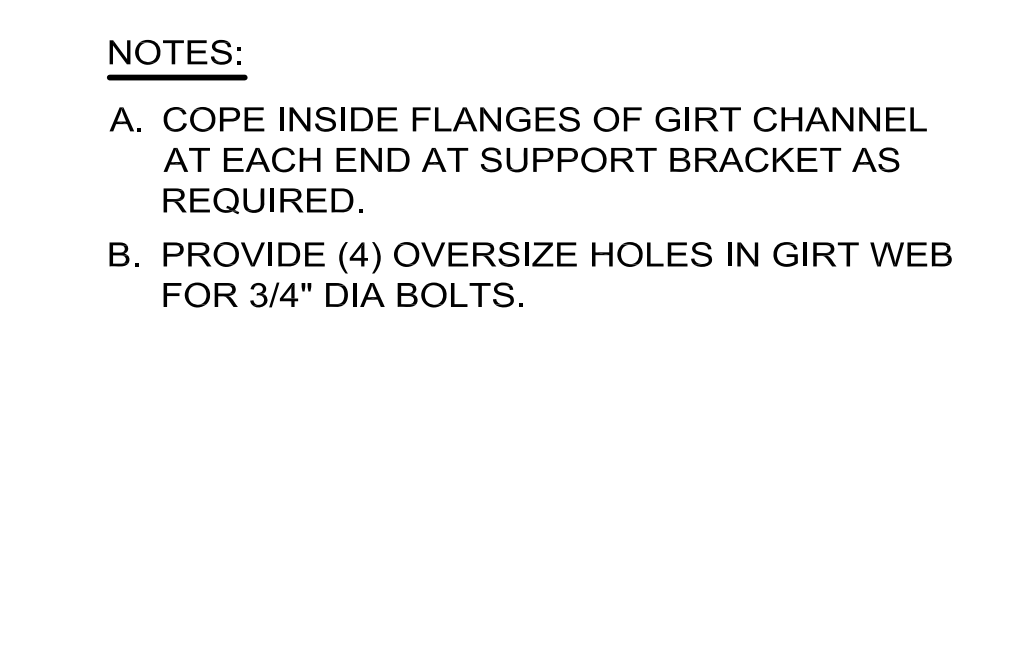 NOTES:
A. COPE INSIDE FLANGES OF GIRT CHANNEL
AT EACH END AT SUPPORT BRACKET AS
REQUIRED.
B. PROVIDE (4) OVERSIZE HOLES IN GIRT WEB
FOR 3/4" DIA BOLTS.